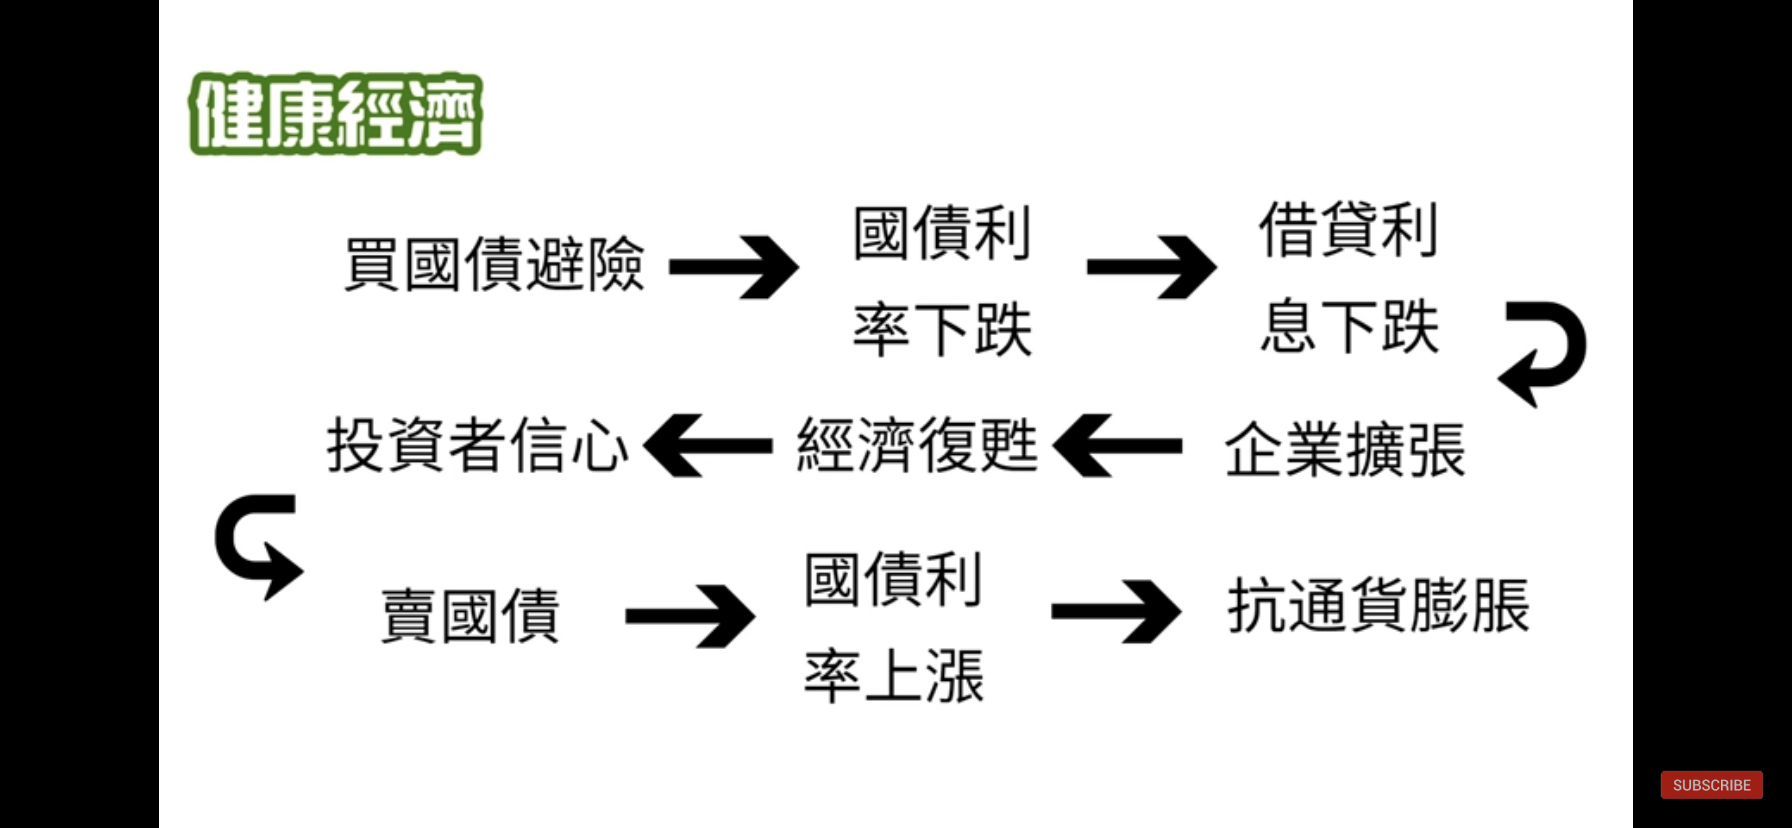 健康經濟
買國債避險
國債利
率下跌
借貸利
息下跌
企業擴張
經濟復甦
投資者信心
賣國債
國債利
率上漲
抗通貨膨脹
SUBSCRIBE